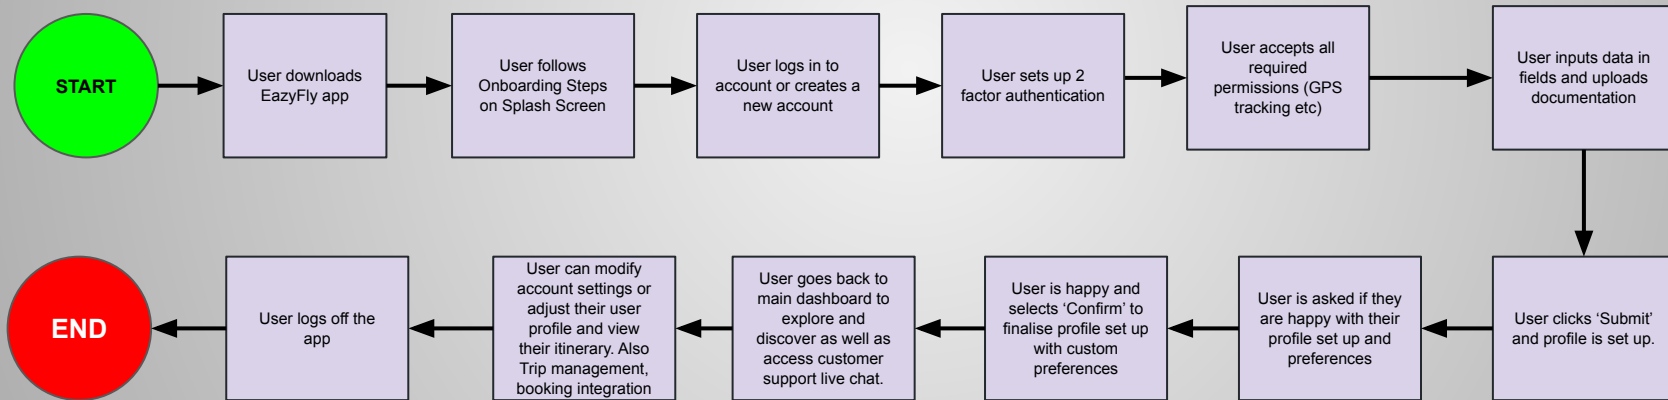 START
User downloads
EazyFly app
User follows
Onboarding Steps
on Splash Screen
User logs in to
account or creates a
new account
User sets up 2
factor authentication
User accepts all
required
permissions (GPS
tracking etc)
User inputs data in
fields and uploads
documentation
User clicks ‘Submit’
and profile is set up.
User is asked if they
are happy with their
profile set up and
preferences
User is happy and
selects ‘Confirm’ to
finalise profile set up
with custom
preferences
User goes back to
main dashboard to
explore and
discover as well as
access customer
support live chat.
User can modify
account settings or
adjust their user
profile and view
their itinerary. Also
Trip management,
booking integration
User logs off the
app
END